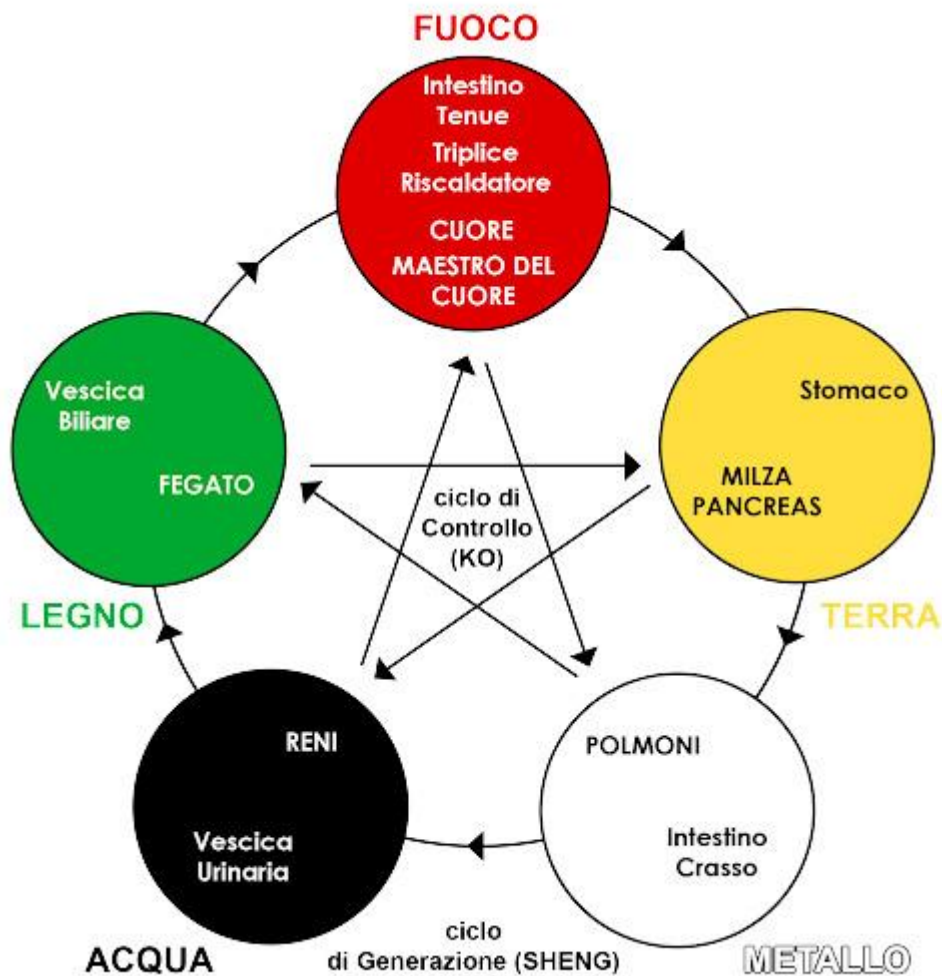 FUOCO
Intestino
Tenue
Triplice
Riscaldatore
CUORE
MAESTRO DEL
CUORE
Vescica
Biliare
FEGATO
LEGNO
Stomaco
MILZA
PANCREAS
TERRA
ciclo di
Controllo
(KO)
RENI
Vescica
Urinaria
ACQUA
POLMONI
Intestino
Crasso
METALLO
ciclo
di Generazione (SHENG)